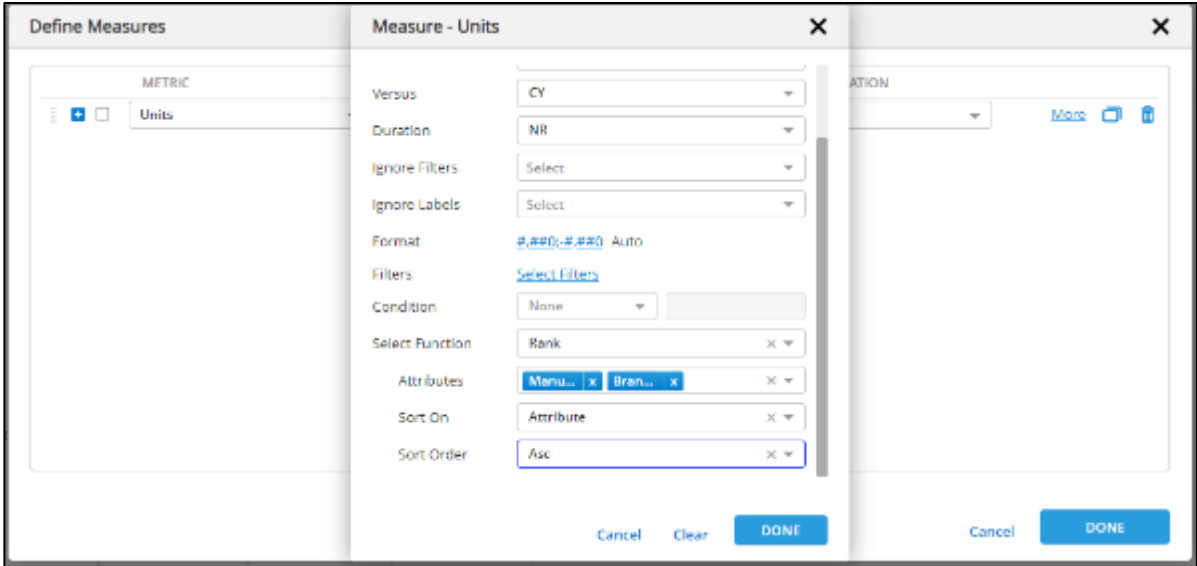 Define Measures
Measure - Units
METRIC
ATION
Units
More
Versus
CY
Duration
NR
Ignore Filters
Select
Ignore Labels
Select
Format
#,##0;-#,##0 Auto
Filters
Select Filters
Condition
None
Select Function
Rank
Attributes
Manu... x Bran... x
Sort On
Attribute
Sort Order
Asc
Cancel
Clear
DONE
Cancel
DONE